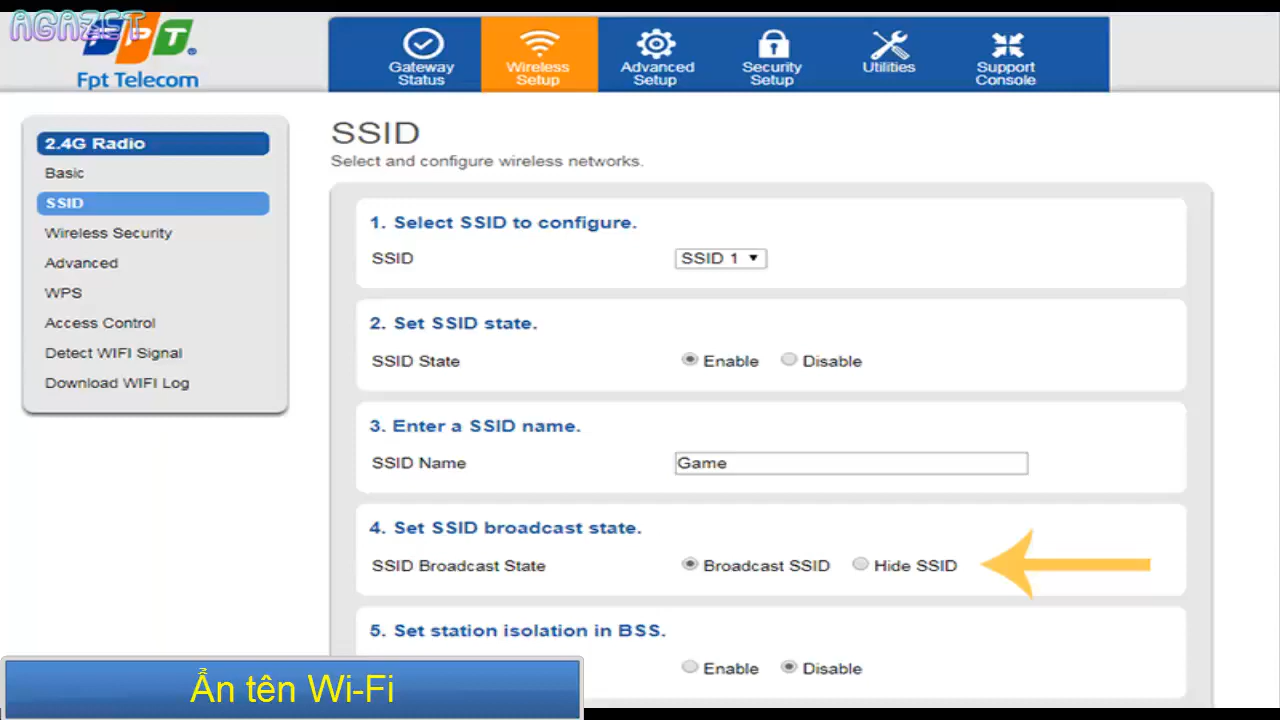 AGAZET
FPT
Fpt Telecom
Gateway Status
Wireless Setup
Advanced Setup
Security Setup
Utilities
Support Console
2.4G Radio
Basic
SSID
Wireless Security
Advanced
WPS
Access Control
Detect WIFI Signal
Download WIFI Log
SSID
Select and configure wireless networks.
1. Select SSID to configure.
SSID SSID 1
2. Set SSID state.
SSID State Enable Disable
3. Enter a SSID name.
SSID Name Game
4. Set SSID broadcast state.
SSID Broadcast State Broadcast SSID Hide SSID
5. Set station isolation in BSS.
Enable Disable
Ẩn tên Wi-Fi